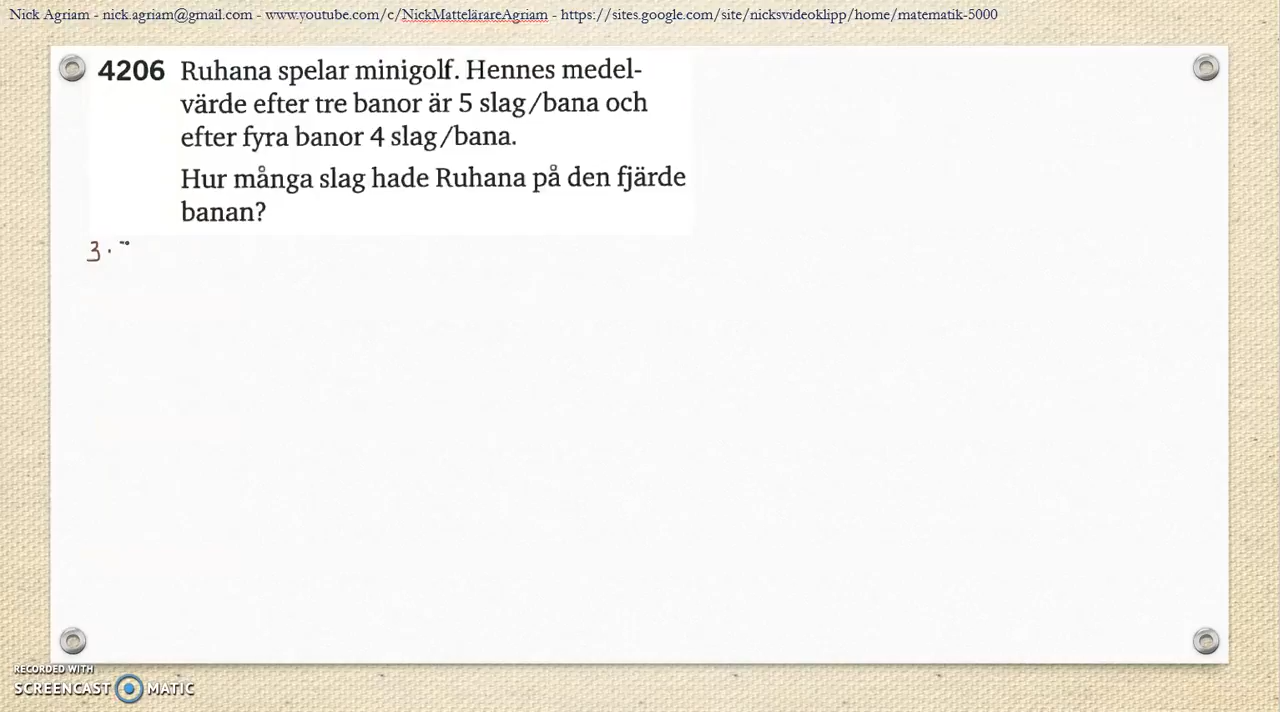 Nick Agriam - nick.agriam@gmail.com - www.youtube.com/c/NickMattelärareAgriam - https://sites.google.com/site/nicksvideoklipp/home/matematik-5000
4206 Ruhana spelar minigolf. Hennes medel-
värde efter tre banor är 5 slag/bana och
efter fyra banor 4 slag/bana.
Hur många slag hade Ruhana på den fjärde
banan?
3 ·
RECORDED WITH
SCREENCAST MATIC